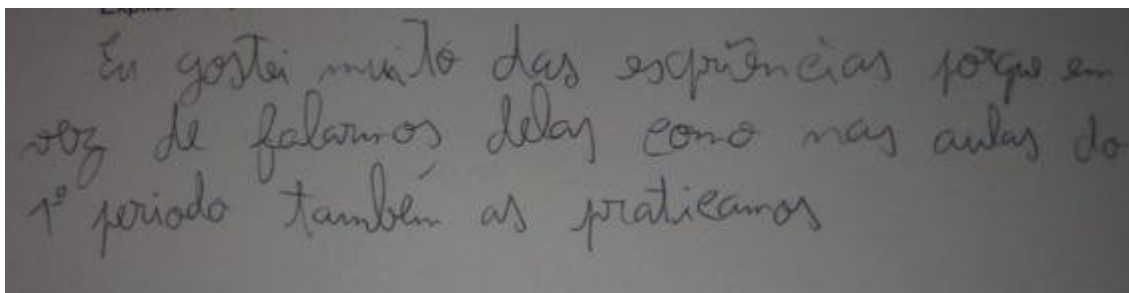 Eu gostei muito das esqriências porque em
vez de falarmos delas como nas aulas do
1º periodo também as praticamos